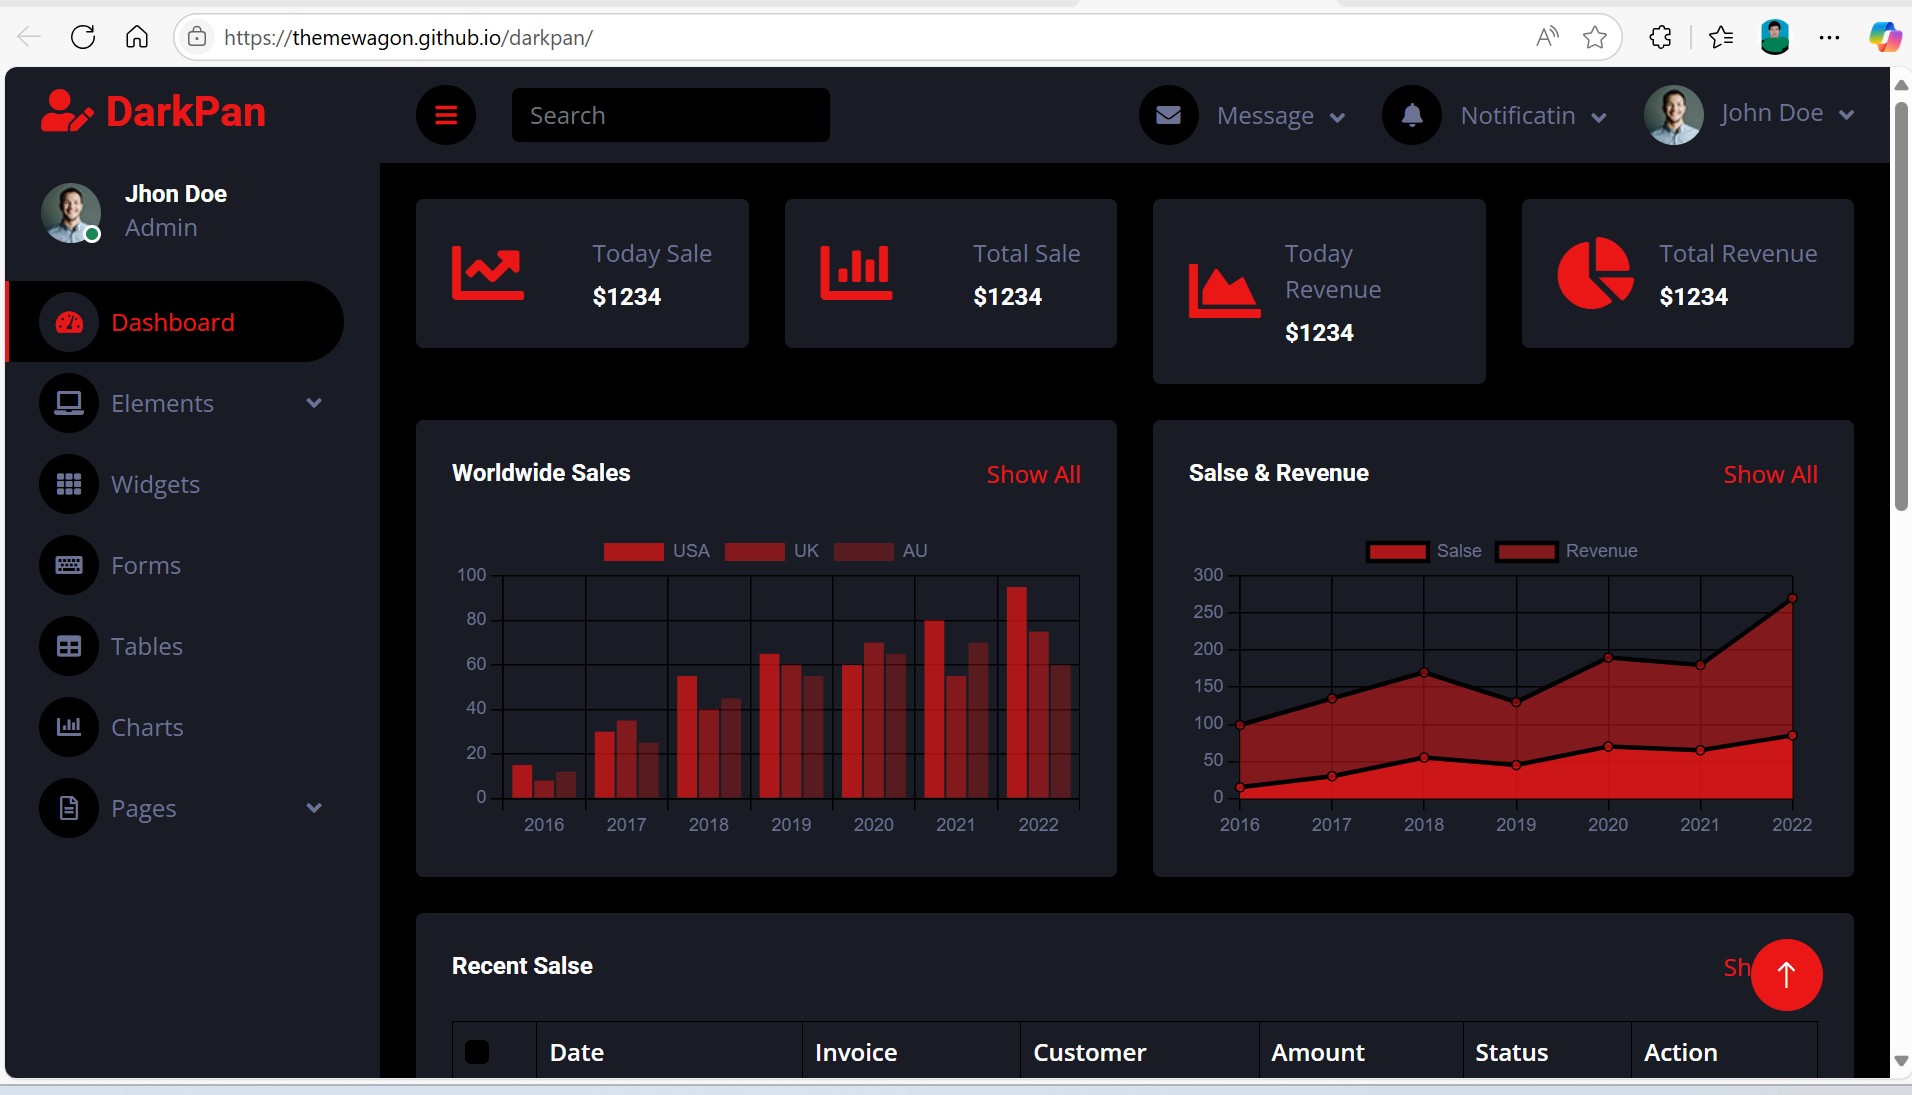 https://themewagon.github.io/darkpan/
DarkPan
Search
Message
Notificatin
John Doe
Jhon Doe
Admin
Dashboard
Elements
Widgets
Forms
Tables
Charts
Pages
Today Sale
$1234
Total Sale
$1234
Today
Revenue
$1234
Total Revenue
$1234
Worldwide Sales
Show All
USA UK AU
100
80
60
40
20
0
2016 2017 2018 2019 2020 2021 2022
Salse & Revenue
Show All
Salse Revenue
300
250
200
150
100
50
0
2016 2017 2018 2019 2020 2021 2022
Recent Salse
Sh
Date Invoice Customer Amount Status Action